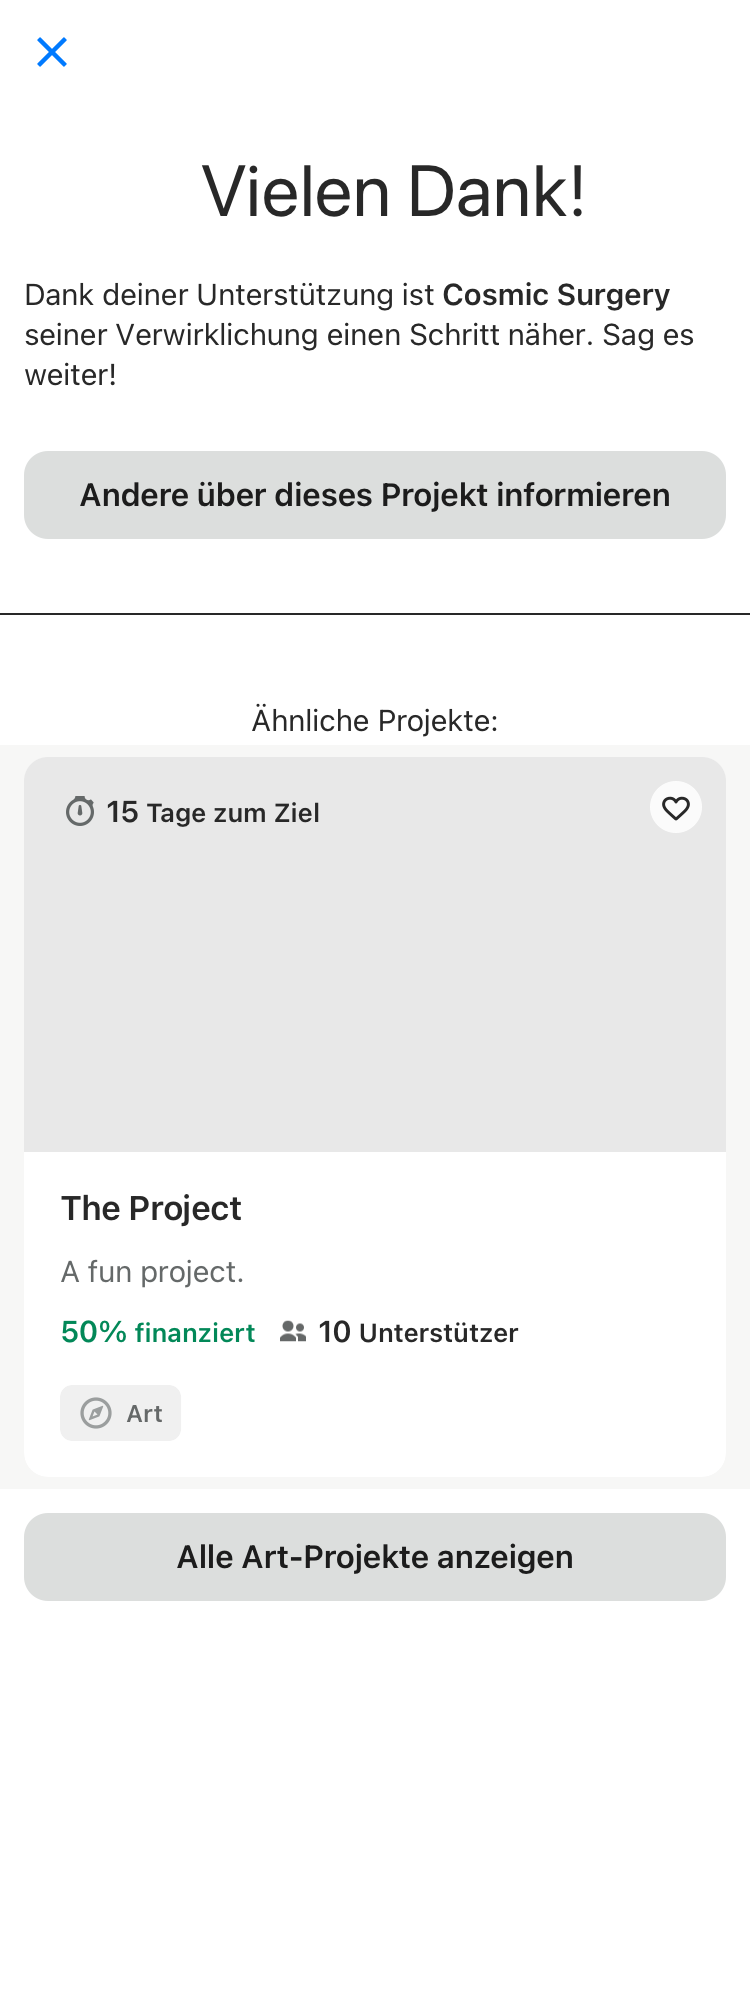 Vielen Dank!
Dank deiner Unterstützung ist Cosmic Surgery
seiner Verwirklichung einen Schritt näher. Sag es
weiter!
Andere über dieses Projekt informieren
Ähnliche Projekte:
15 Tage zum Ziel
The Project
A fun project.
50% finanziert 10 Unterstützer
Art
Alle Art-Projekte anzeigen